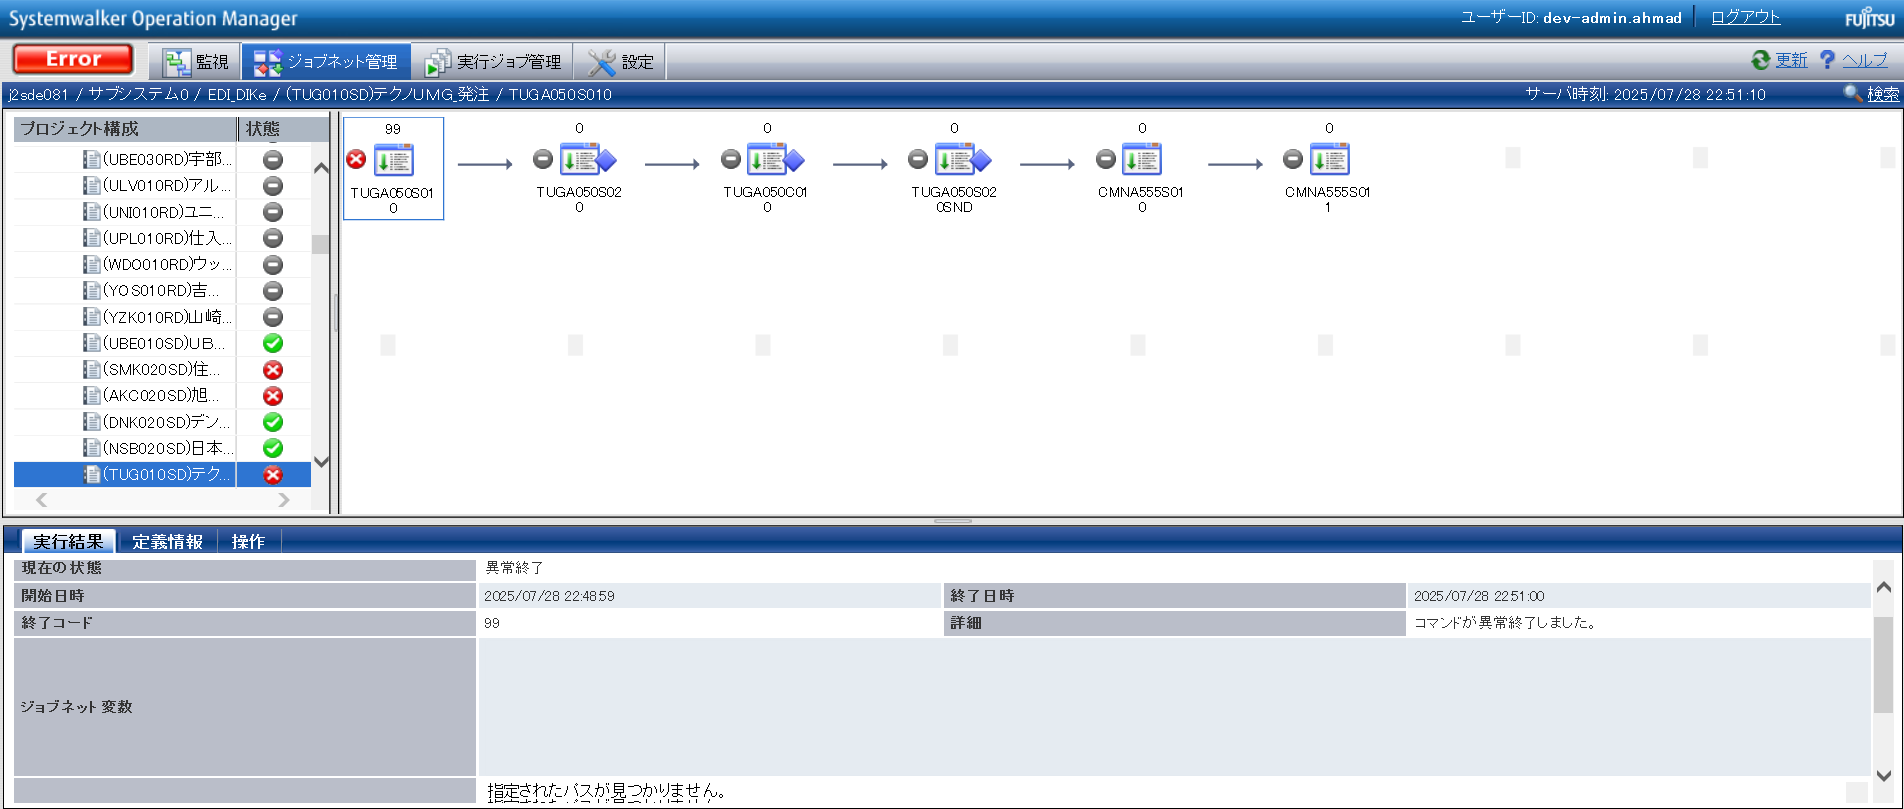 Systemwalker Operation Manager
ユーザーID: dev-admin.ahmad
ログアウト
FUJITSU
Error
監視
ジョブネット管理
実行ジョブ管理
設定
更新
ヘルプ
j2sde081 / サブシステム0 / EDI_DIKe / (TUG010SD)テクノUMG_発注 / TUGA050S010
サーバ時刻: 2025/07/28 22:51:10
検索
プロジェクト構成
状態
(UBE030RD)宇部...
(ULV010RD)アル...
(UNI010RD)ユニ...
(UPL010RD)仕入...
(WDO010RD)ウッ...
(YOS010RD)吉...
(YZK010RD)山崎...
(UBE010SD)UB...
(SMK020SD)住...
(AKC020SD)旭...
(DNK020SD)デン...
(NSB020SD)日本...
(TUG010SD)テク...
99
TUGA050S01
0
0
TUGA050S02
0
0
TUGA050C01
0
0
TUGA050S02
0SND
0
CMNA555S01
0
0
CMNA555S01
1
実行結果
定義情報
操作
現在の状態
異常終了
開始日時
2025/07/28 22:48:59
終了日時
2025/07/28 22:51:00
終了コード
99
詳細
コマンドが異常終了しました。
ジョブネット変数
指定されたパスが見つかりません。